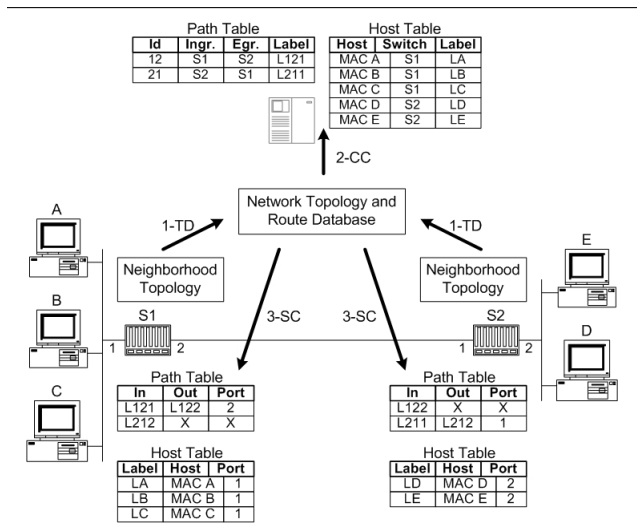 Path Table
Id Ingr. Egr. Label
12 S1 S2 L121
21 S2 S1 L211
Host Table
Host Switch Label
MAC A S1 LA
MAC B S1 LB
MAC C S1 LC
MAC D S2 LD
MAC E S2 LE
2-CC
Network Topology and
Route Database
1-TD
1-TD
A
B
C
E
D
Neighborhood
Topology
Neighborhood
Topology
3-SC
3-SC
S1
1
2
S2
1
2
Path Table
In Out Port
L121 L122 2
L212 X X
Host Table
Label Host Port
LA MAC A 1
LB MAC B 1
LC MAC C 1
Path Table
In Out Port
L122 X X
L211 L212 1
Host Table
Label Host Port
LD MAC D 2
LE MAC E 2